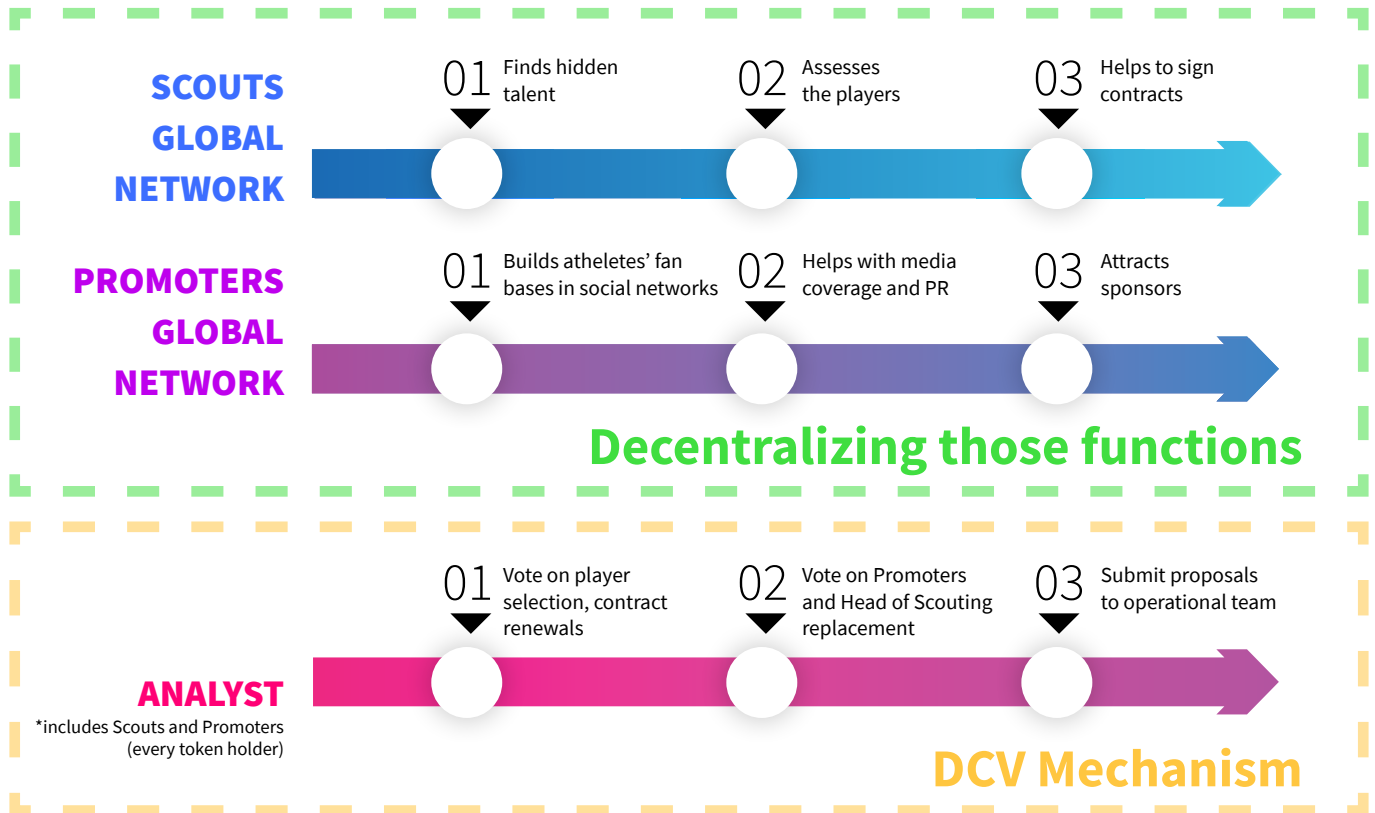 SCOUTS
GLOBAL
NETWORK
01
Finds hidden
talent
02
Assesses
the players
03
Helps to sign
contracts
PROMOTERS
GLOBAL
NETWORK
01
Builds atheletes’ fan
bases in social networks
02
Helps with media
coverage and PR
03
Attracts
sponsors
Decentralizing those functions
ANALYST
*includes Scouts and Promoters
(every token holder)
01
Vote on player
selection, contract
renewals
02
Vote on Promoters
and Head of Scouting
replacement
03
Submit proposals
to operational team
DCV Mechanism